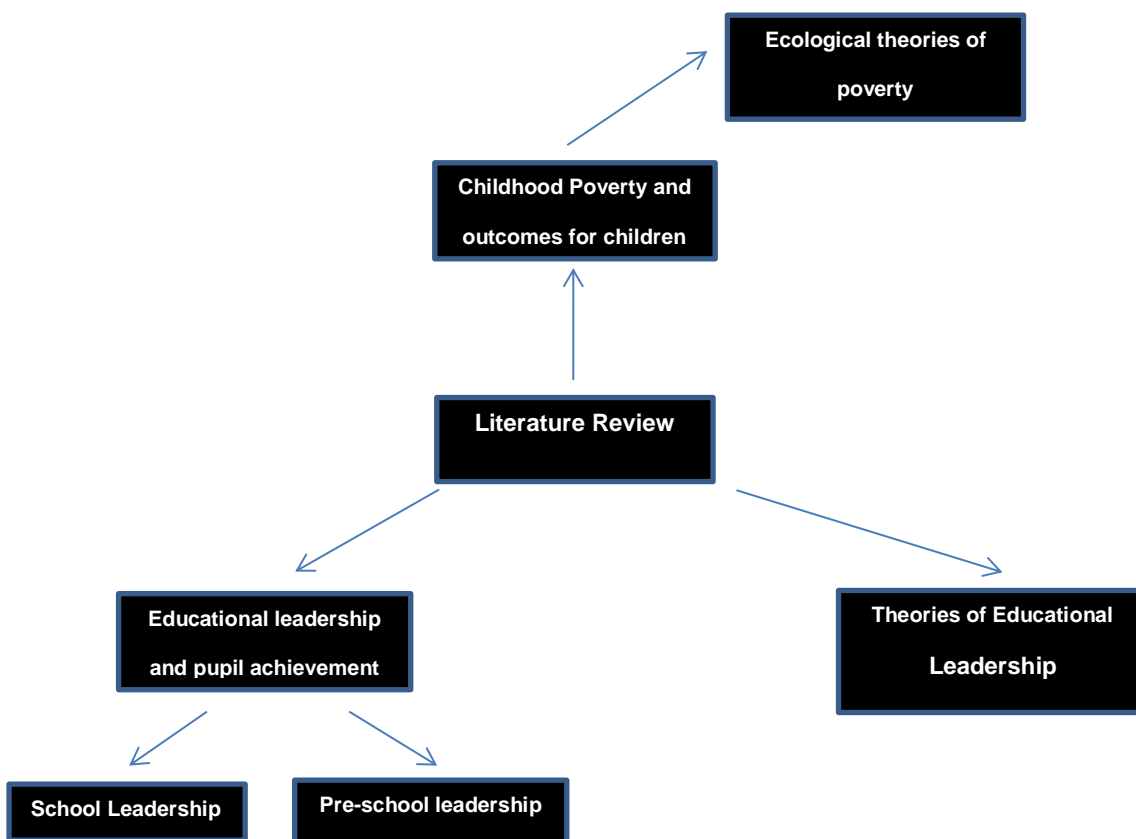 Ecological theories of
poverty
Childhood Poverty and
outcomes for children
Literature Review
Educational leadership
and pupil achievement
Theories of Educational
Leadership
School Leadership
Pre-school leadership